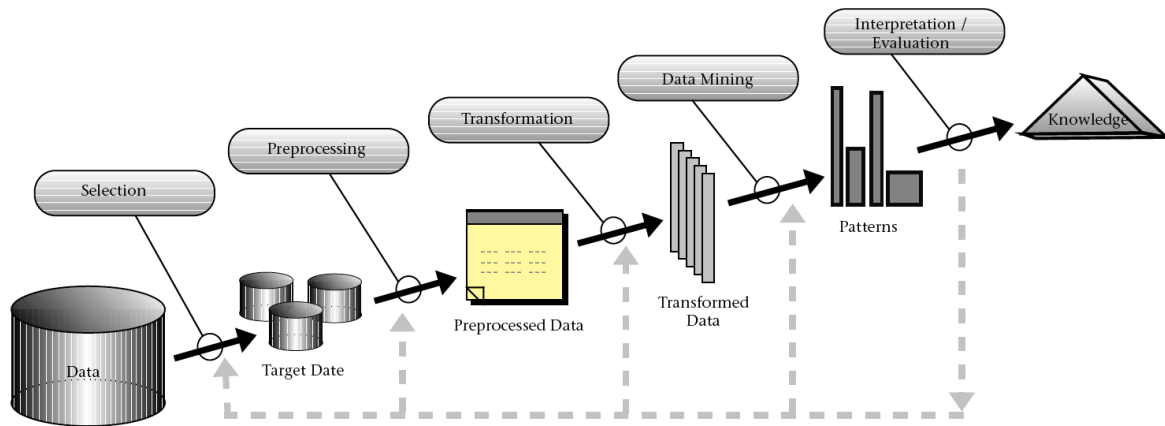 Interpretation /
Evaluation
Data Mining
Transformation
Preprocessing
Selection
Knowledge
Patterns
Transformed
Data
Preprocessed Data
Target Date
Data